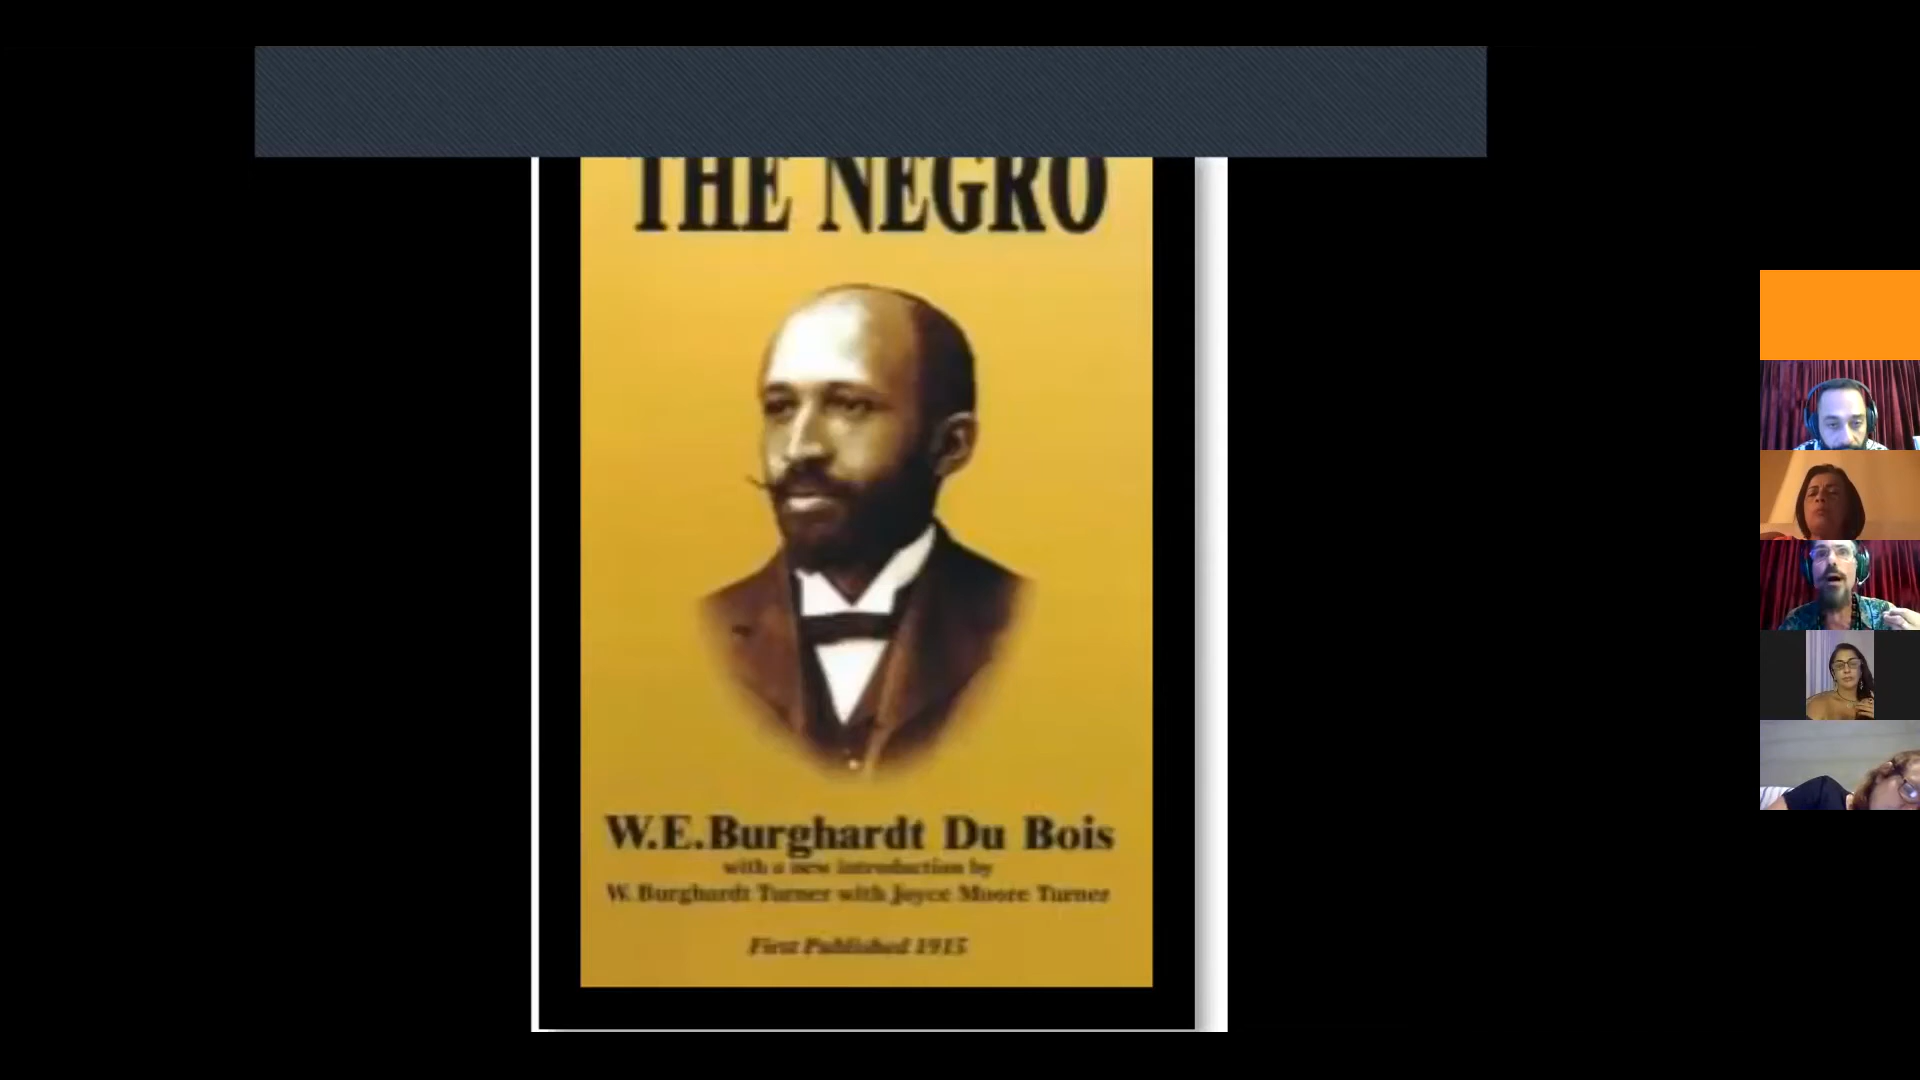 THE NEGRO
W.E.Burghardt Du Bois
with a new introduction by
W. Burghardt Turner with Joyce Moore Turner
First Published 1915